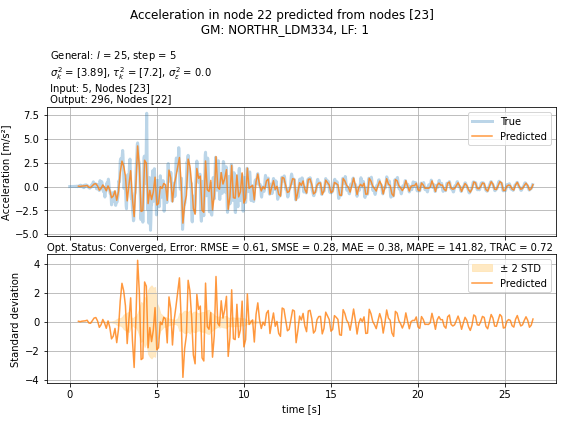 Acceleration in node 22 predicted from nodes [23]
GM: NORTHR_LDM334, LF: 1
General: l = 25, step = 5
σ²ₖ = [3.89], τ²ₖ = [7.2], σ²ε = 0.0
Input: 5, Nodes [23]
Output: 296, Nodes [22]
Acceleration [m/s²]
7.5
5.0
2.5
0.0
−2.5
−5.0
True
Predicted
Opt. Status: Converged, Error: RMSE = 0.61, SMSE = 0.28, MAE = 0.38, MAPE = 141.82, TRAC = 0.72
Standard deviation
4
2
0
−2
−4
± 2 STD
Predicted
0
5
10
15
20
25
time [s]